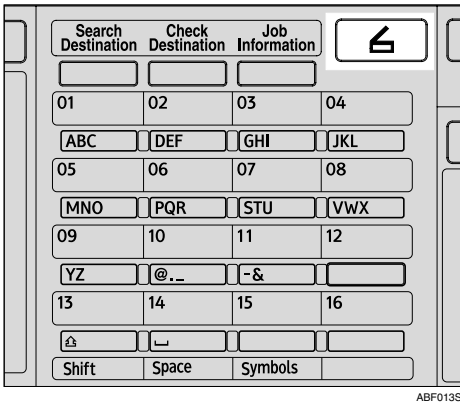 Search Check Job
Destination Destination Information
01 02 03 04
ABC DEF GHI JKL
05 06 07 08
MNO PQR STU VWX
09 10 11 12
YZ @._ -&
13 14 15 16
Shift Space Symbols
ABF013S